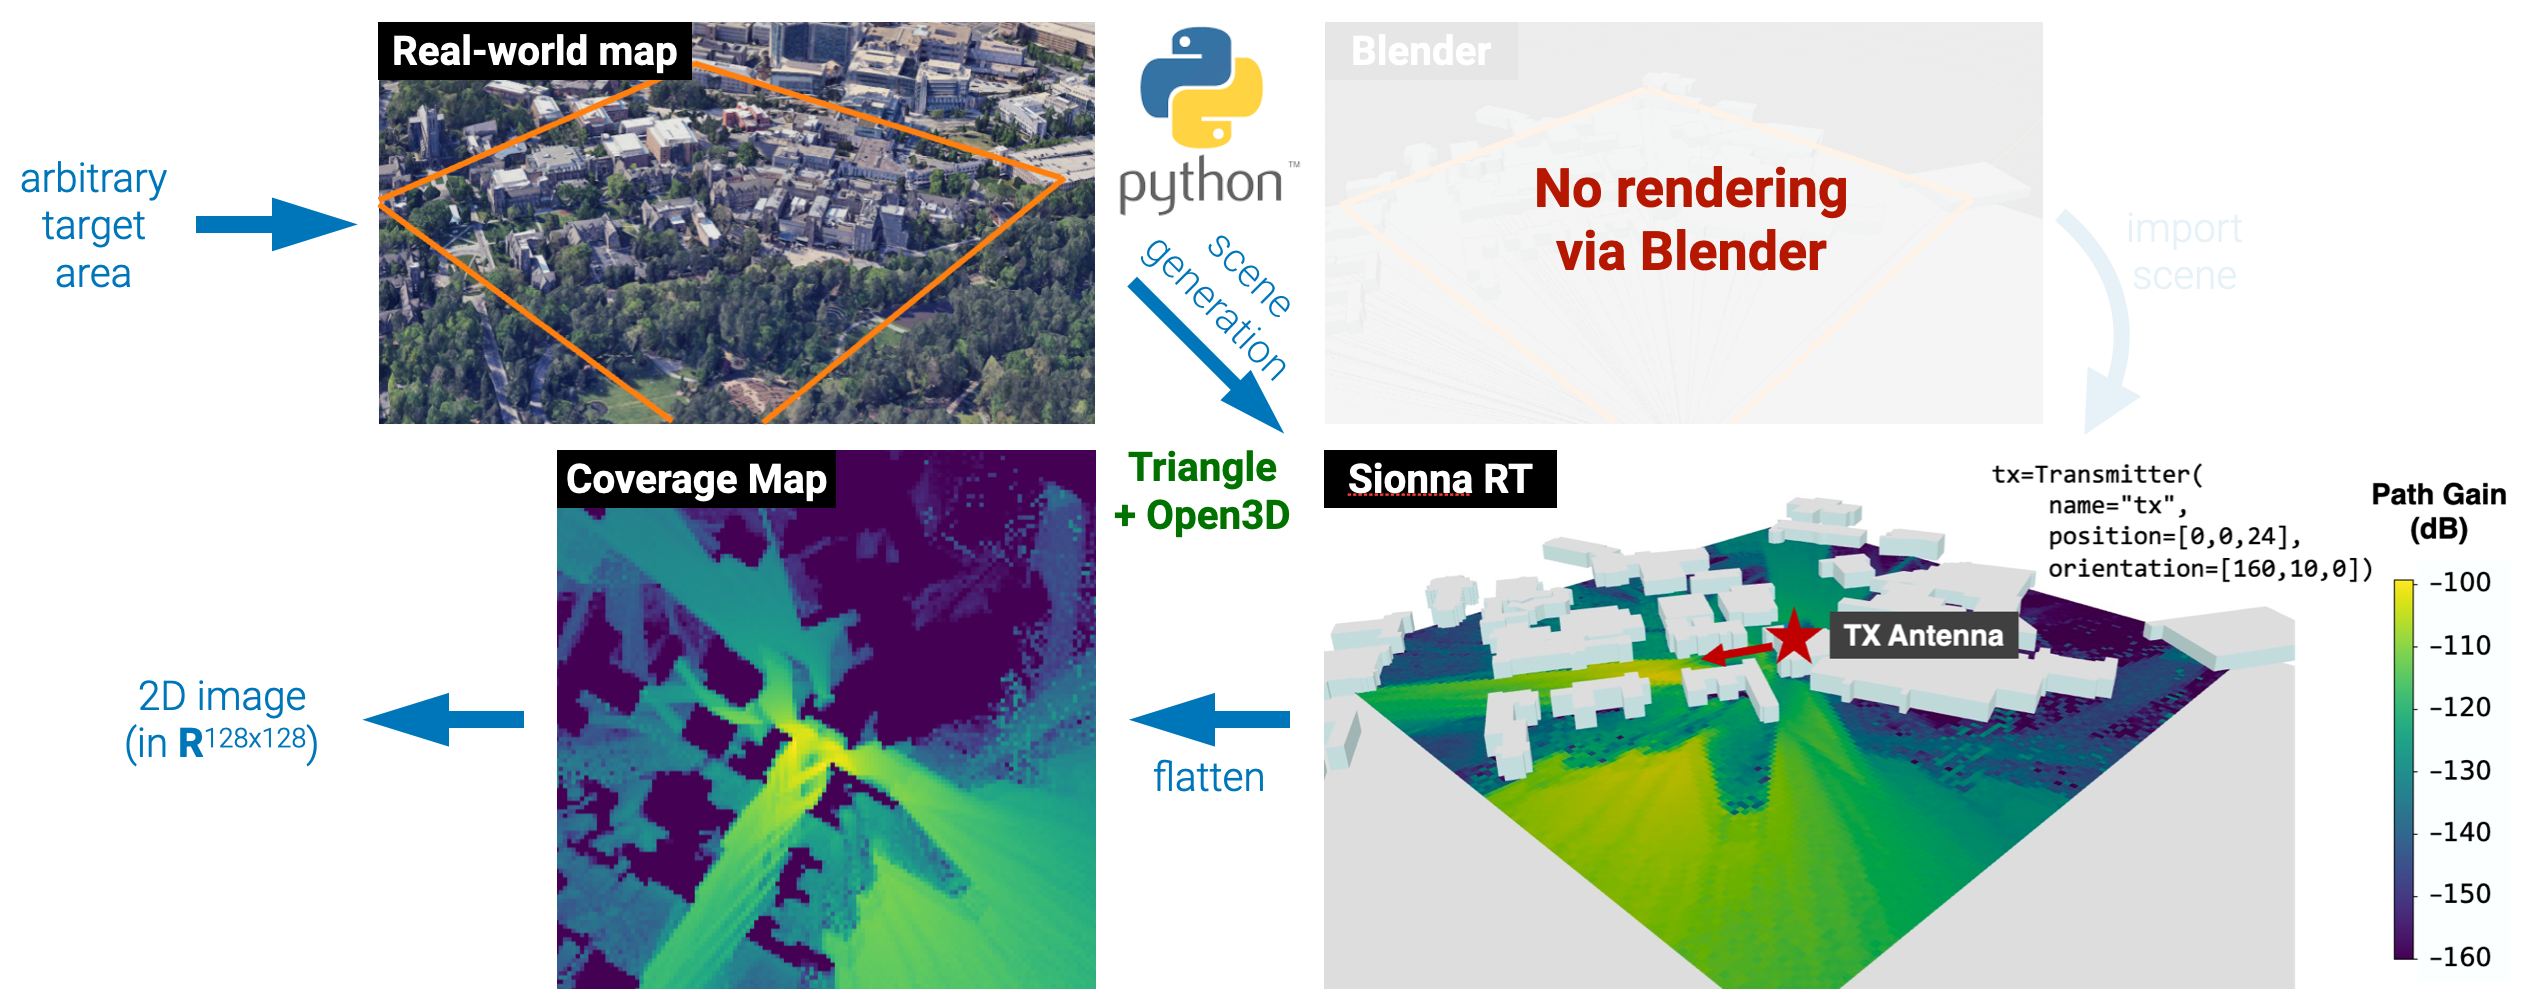 Real-world map
arbitrary
target
area
python™
scene
generation
Blender
No rendering
via Blender
import
scene
Triangle
+ Open3D
Sionna RT
tx=Transmitter(
name="tx",
position=[0,0,24],
orientation=[160,10,0])
TX Antenna
Path Gain
(dB)
−100
−110
−120
−130
−140
−150
−160
flatten
Coverage Map
2D image
(in R128x128)